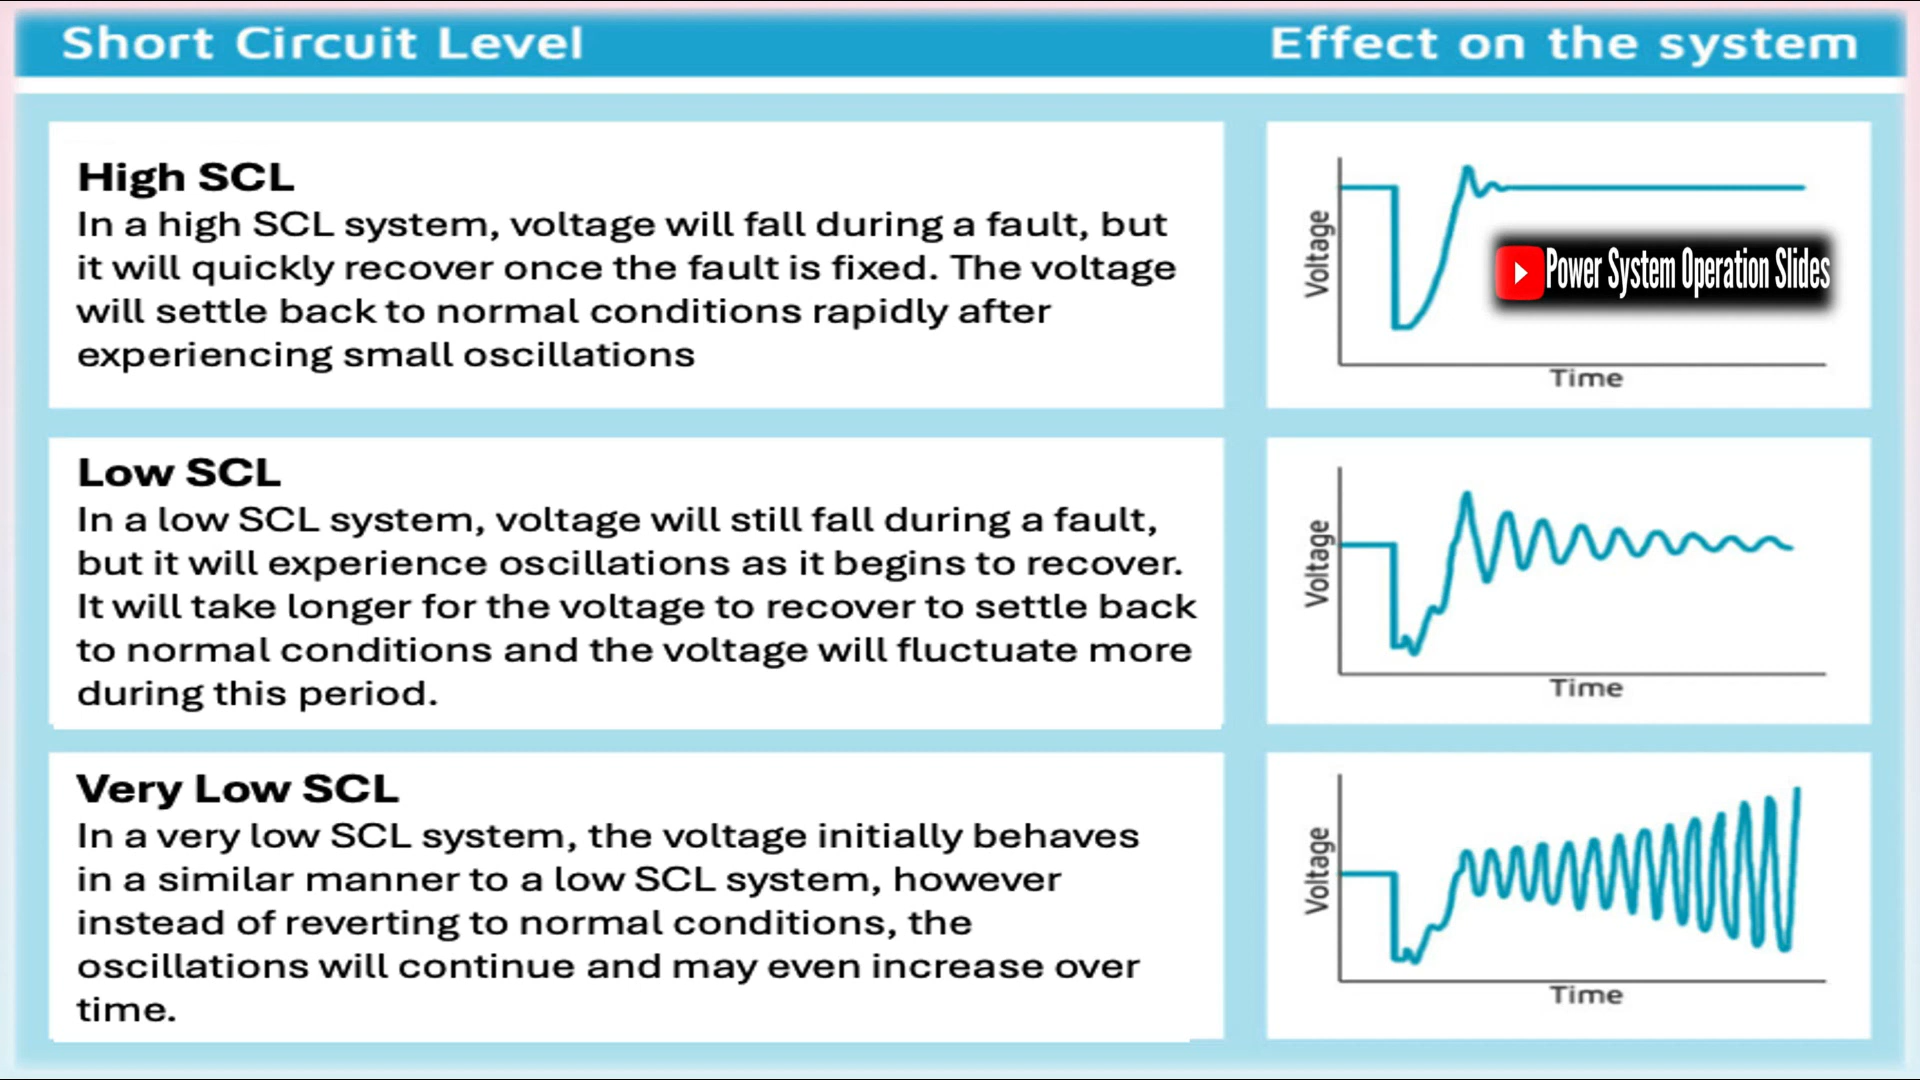 Short Circuit Level
Effect on the system
High SCL
In a high SCL system, voltage will fall during a fault, but
it will quickly recover once the fault is fixed. The voltage
will settle back to normal conditions rapidly after
experiencing small oscillations
Voltage
Power System Operation Slides
Time
Low SCL
In a low SCL system, voltage will still fall during a fault,
but it will experience oscillations as it begins to recover.
It will take longer for the voltage to recover to settle back
to normal conditions and the voltage will fluctuate more
during this period.
Voltage
Time
Very Low SCL
In a very low SCL system, the voltage initially behaves
in a similar manner to a low SCL system, however
instead of reverting to normal conditions, the
oscillations will continue and may even increase over
time.
Voltage
Time